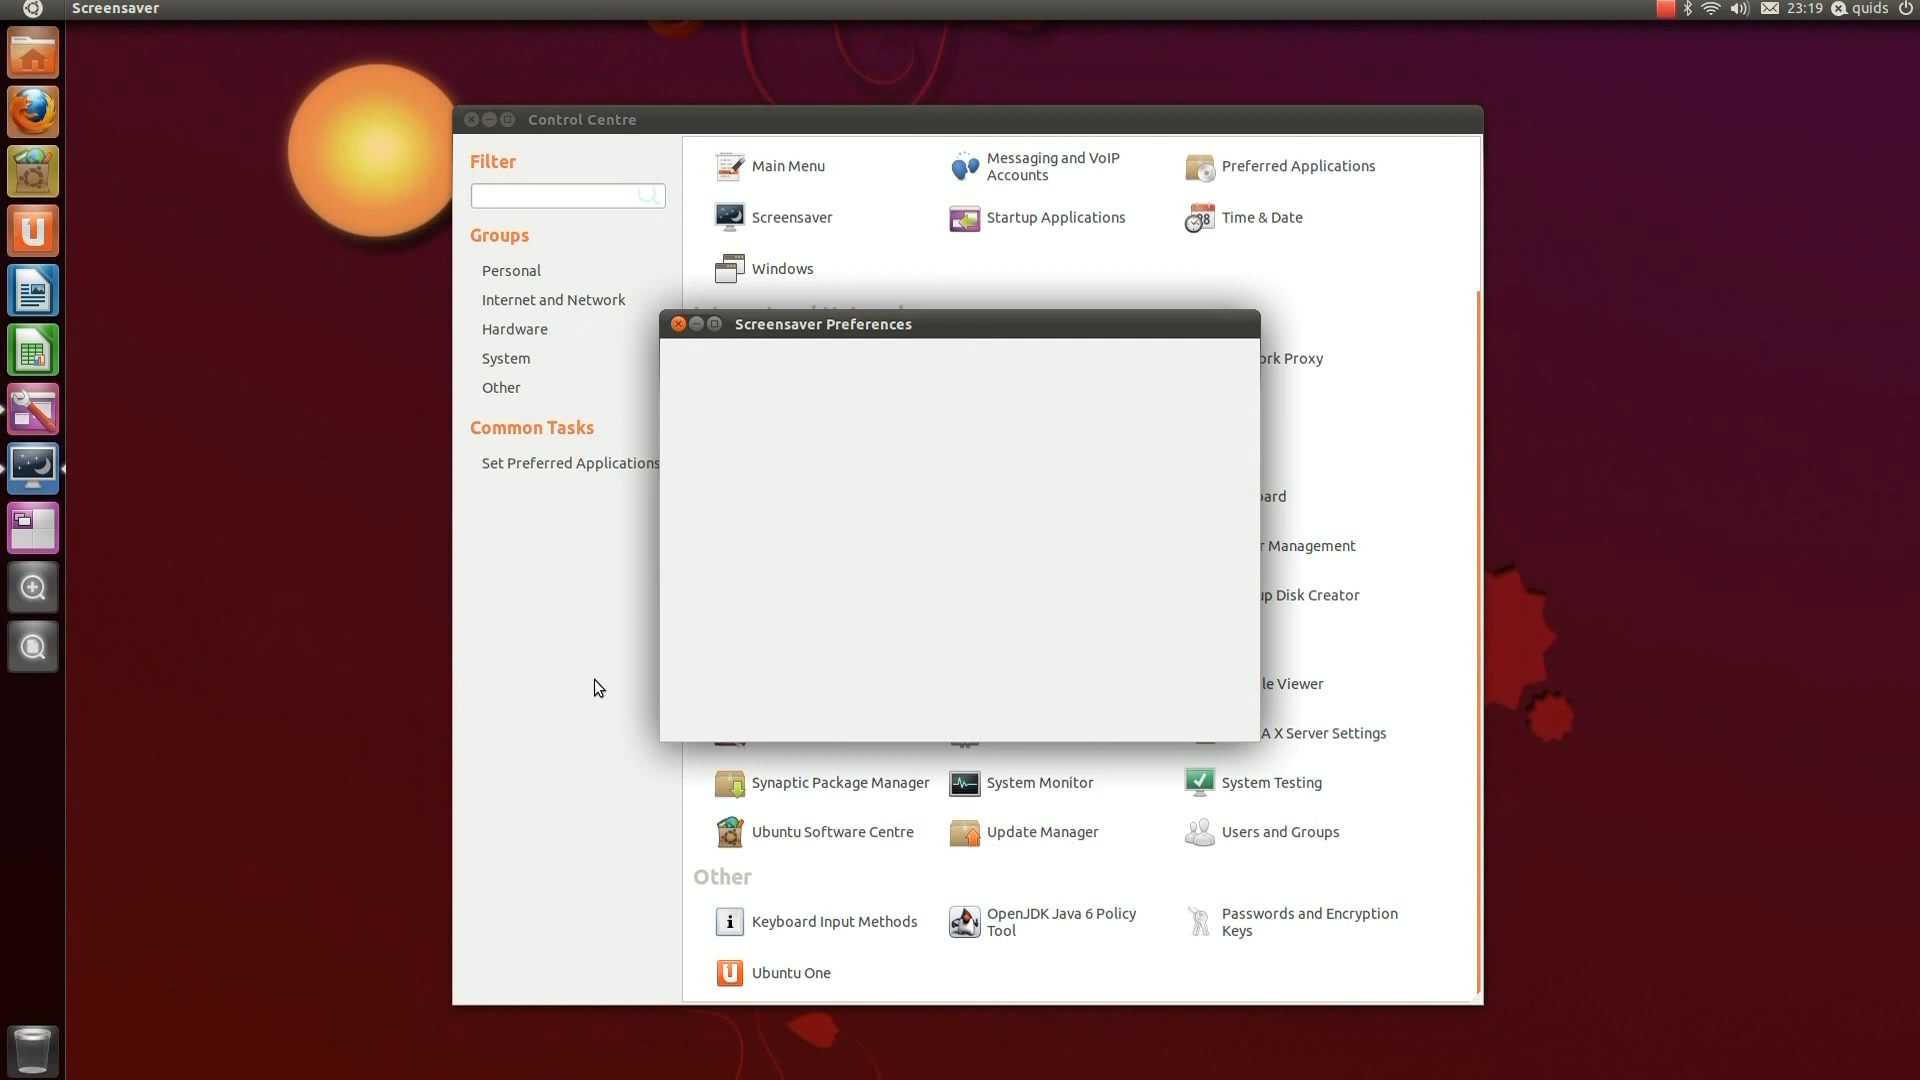 Screensaver
23:19
quids
Control Centre
Filter
Groups
Personal
Internet and Network
Hardware
System
Other
Common Tasks
Set Preferred Applications
Main Menu
Messaging and VoIP
Accounts
Preferred Applications
Screensaver
Startup Applications
Time & Date
Windows
Screensaver Preferences
ork Proxy
oard
r Management
up Disk Creator
le Viewer
A X Server Settings
Synaptic Package Manager
System Monitor
System Testing
Ubuntu Software Centre
Update Manager
Users and Groups
Other
Keyboard Input Methods
OpenJDK Java 6 Policy
Tool
Passwords and Encryption
Keys
Ubuntu One